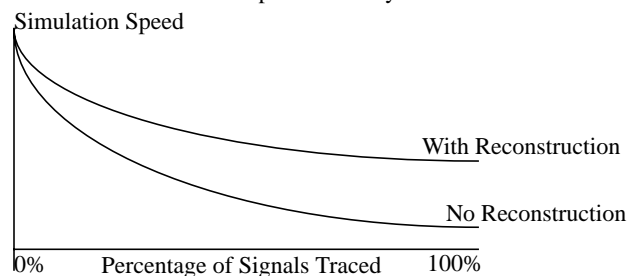 Simulation Speed
With Reconstruction
No Reconstruction
0% Percentage of Signals Traced 100%